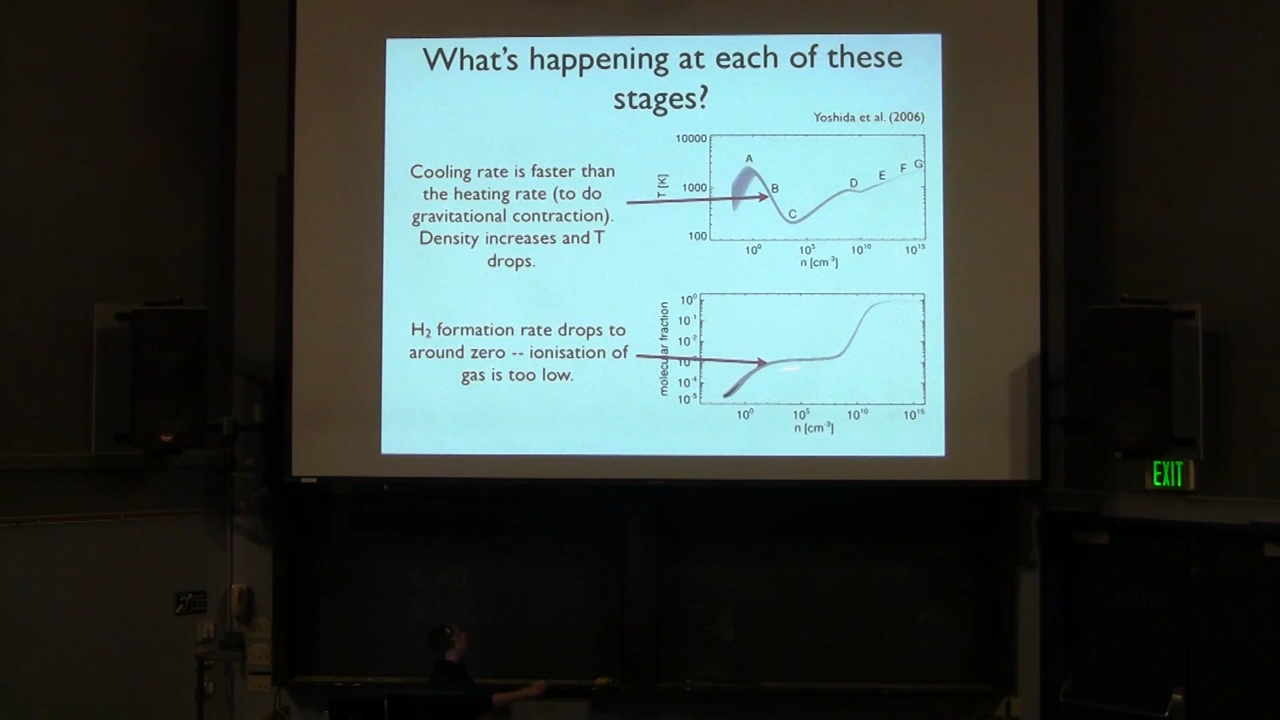 What's happening at each of these
stages?
Yoshida et al. (2006)
Cooling rate is faster than
the heating rate (to do
gravitational contraction).
Density increases and T
drops.
10000
1000
100
T [K]
A
B
C
D
E
F
G
10⁰
10⁵
10¹⁰
10¹⁵
n [cm⁻³]
H₂ formation rate drops to
around zero -- ionisation of
gas is too low.
molecular fraction
10⁰
10⁻¹
10⁻²
10⁻³
10⁻⁴
10⁻⁵
10⁰
10⁵
10¹⁰
10¹⁵
n [cm⁻³]
EXIT